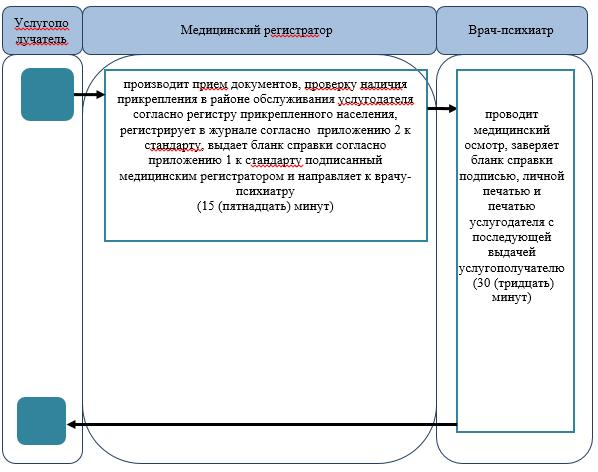 Услугопо
лучатель
Медицинский регистратор
Врач-психиатр
производит прием документов, проверку наличия
прикрепления в районе обслуживания услугодателя
согласно регистру прикрепленного населения,
регистрирует в журнале согласно приложению 2 к
стандарту, выдает бланк справки согласно
приложению 1 к стандарту подписанный
медицинским регистратором и направляет к врачу-
психиатру
(15 (пятнадцать) минут)
проводит
медицинский
осмотр, заверяет
бланк справки
подписью, личной
печатью и
печатью
услугодателя с
последующей
выдачей
услугополучателю
(30 (тридцать)
минут)